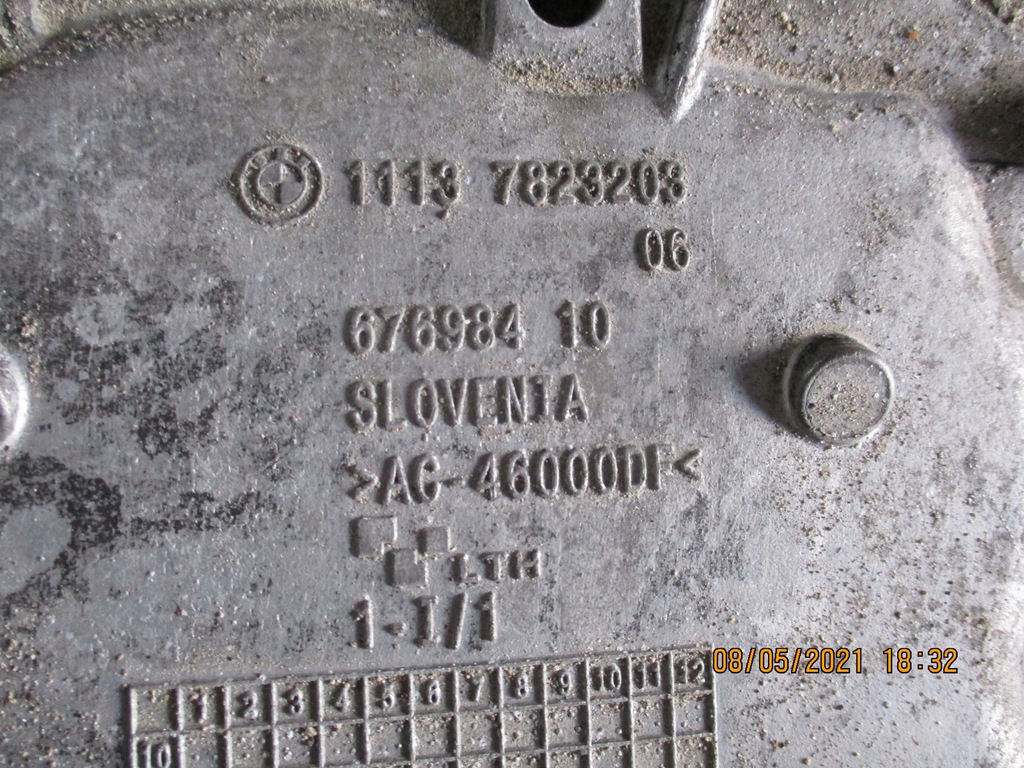 1113 7823203
06
676984 10
SLOVENIA
>AC-46000DF<
LTH
1-I/1
08/05/2021 18:32
1 2 3 4 5 6 7 8 9 10 11 12
10